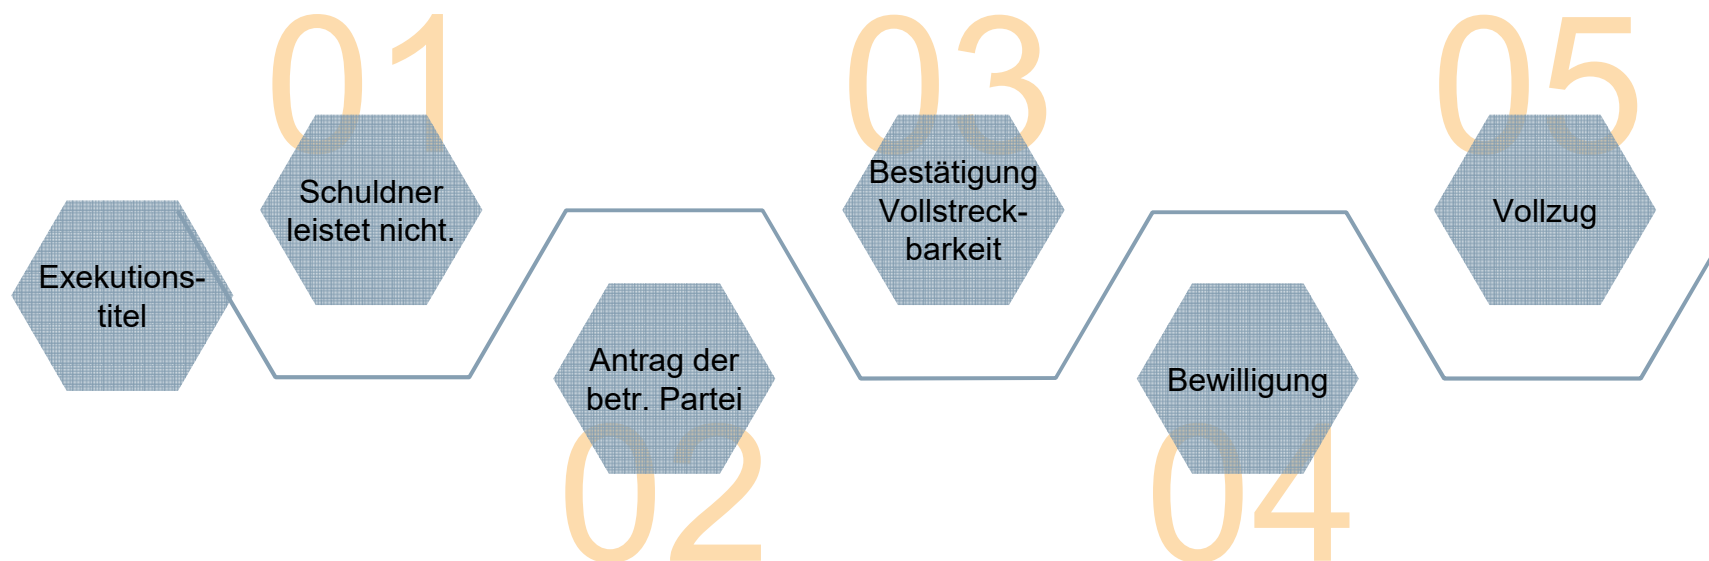 Exekutions-
titel
01
Schuldner
leistet nicht.
Antrag der
betr. Partei
02
03
Bestätigung
Vollstreck-
barkeit
Bewilligung
04
05
Vollzug